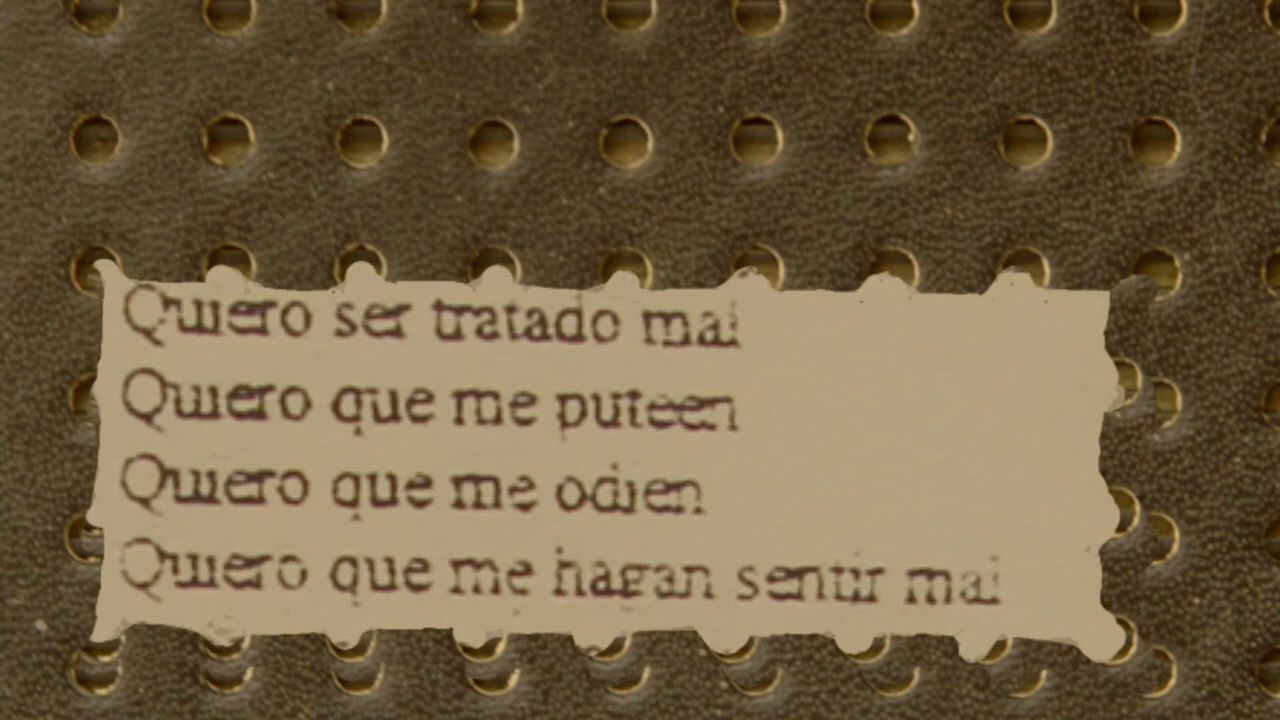 Quiero ser tratado mal
Quiero que me puteen
Quiero que me odien
Quiero que me hagan sentir mal